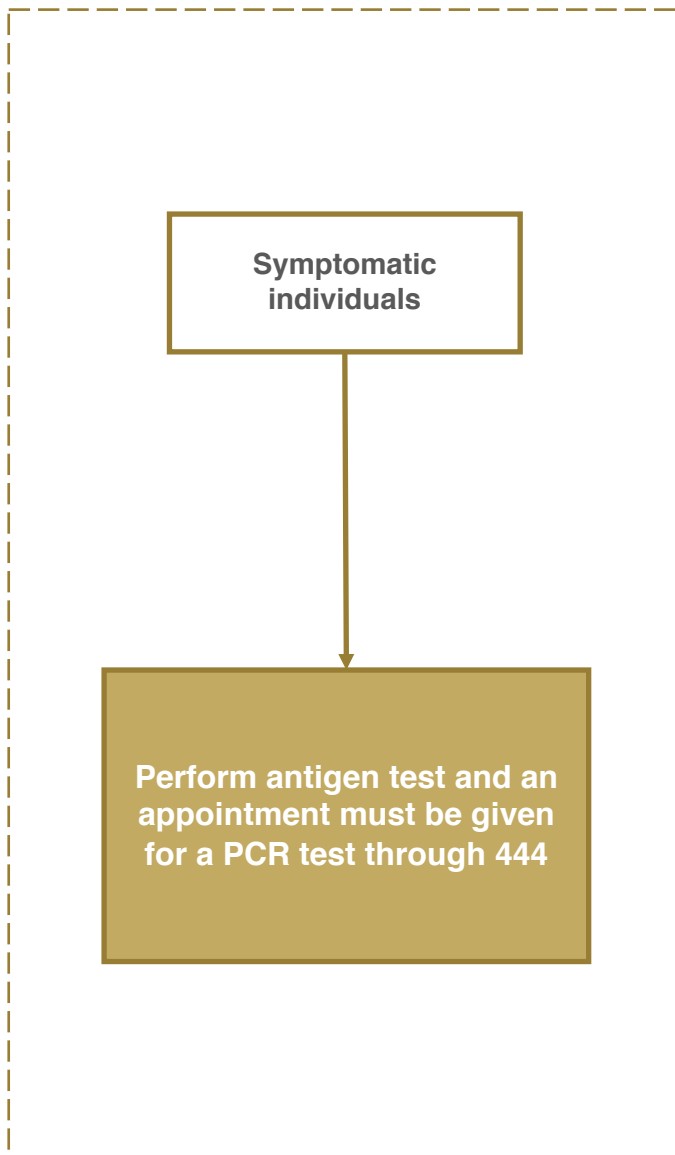 Symptomatic
individuals
Perform antigen test and an
appointment must be given
for a PCR test through 444